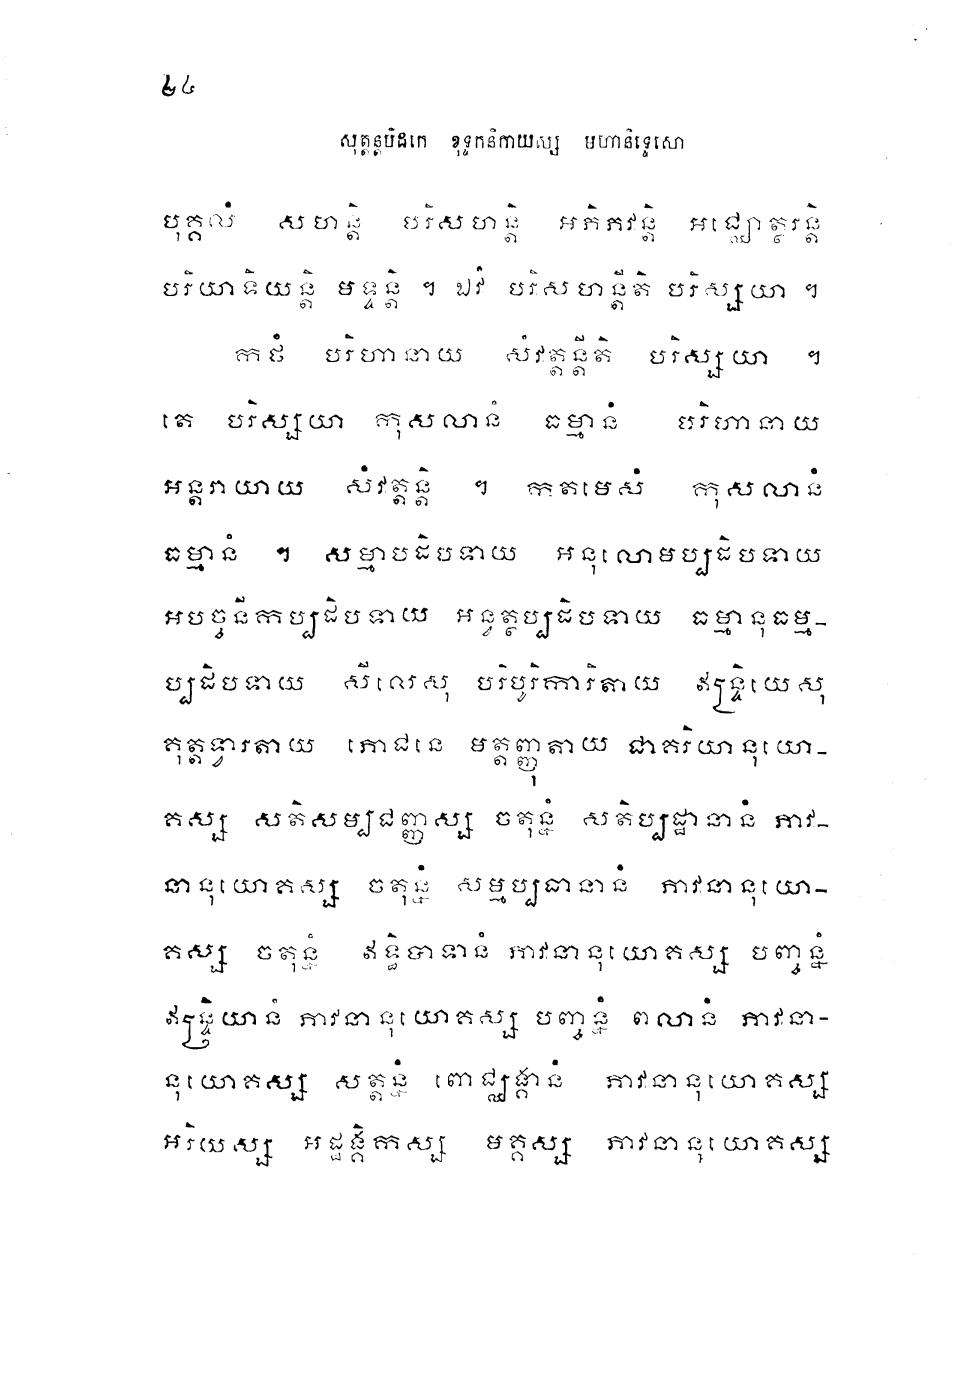 ៤៤
សុត្តន្តបិដកេ ខុទ្ទកនិកាយស្ស មហានិទ្ទេសោ
បុគ្គលំ សហន្តិ បរិសហន្តិ អភិភវន្តិ អជ្ឈោត្ថរន្តិ
បរិយាទិយន្តិ មទ្ទន្តិ ។ ឯវំ បរិសហន្តីតិ បរិស្សយា ។
កថំ បរិហានាយ សំវត្តន្តីតិ បរិស្សយា ។
តេ បរិស្សយា កុសលានំ ធម្មានំ បរិហានាយ
អន្តរាយាយ សំវត្តន្តិ ។ កតមេសំ កុសលានំ
ធម្មានំ ។ សម្មាបដិបទាយ អនុលោមប្បដិបទាយ
អបច្ចនីកប្បដិបទាយ អន្វត្ថប្បដិបទាយ ធម្មានុធម្ម-
ប្បដិបទាយ សីលេសុ បរិបូរិការិតាយ ឥន្ទ្រិយេសុ
គុត្តទ្វារតាយ ភោជនេ មត្តញ្ញុតាយ ជាគរិយានុយោ-
គស្ស សតិសម្បជញ្ញស្ស ចតុន្នំ សតិប្បដ្ឋានានំ ភាវ-
នានុយោគស្ស ចតុន្នំ សម្មប្បធានានំ ភាវនានុយោ-
គស្ស ចតុន្នំ ឥទ្ធិបាទានំ ភាវនានុយោគស្ស បញ្ចន្នំ
ឥន្ទ្រិយានំ ភាវនានុយោគស្ស បញ្ចន្នំ ពលានំ ភាវនា-
នុយោគស្ស សត្តន្នំ ពោជ្ឈង្គានំ ភាវនានុយោគស្ស
អរិយស្ស អដ្ឋង្គិកស្ស មគ្គស្ស ភាវនានុយោគស្ស